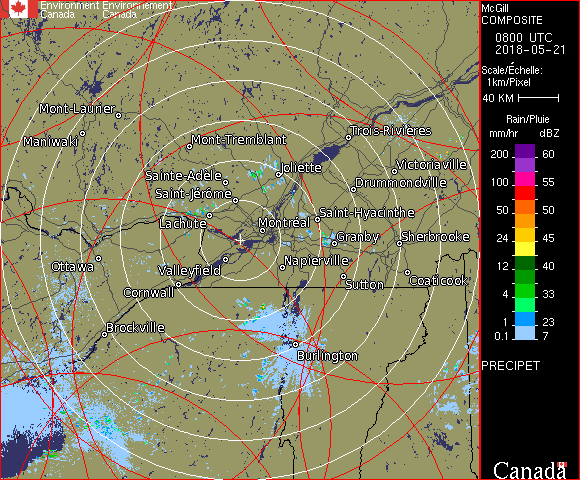 Environment Environnement
Canada Canada
McGill
COMPOSITE
0800 UTC
2018-05-21
Scale/Échelle:
1km/Pixel
40 KM
Rain/Pluie
mm/hr dBZ
200 60
150 57
100 55
50 50
24 45
12 40
4 33
1 23
0.1 7
PRECIPET
Canada
Mont-Laurier
Maniwaki
Mont-Tremblant
Trois-Rivières
Joliette
Victoriaville
Sainte-Adèle
Drummondville
Saint-Jérôme
Lachute
Saint-Hyacinthe
Montréal
Granby
Sherbrooke
Ottawa
Valleyfield
Napierville
Cornwall
Sutton
Coaticook
Brockville
Burlington